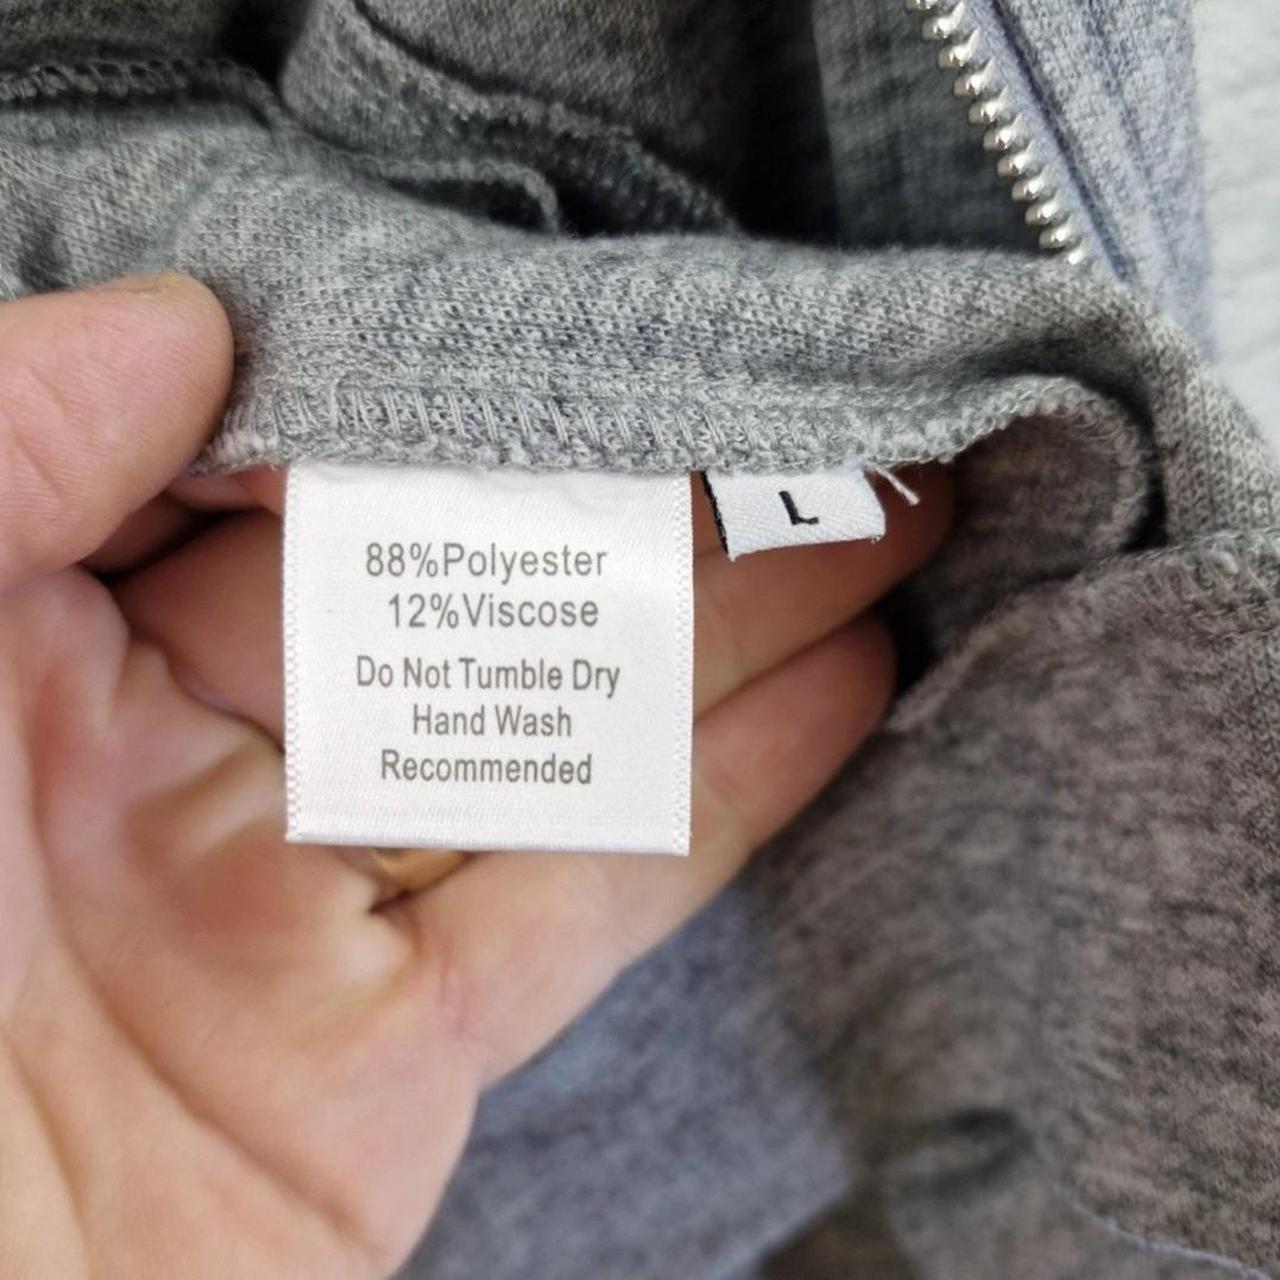 88%Polyester
12%Viscose
Do Not Tumble Dry
Hand Wash
Recommended
L